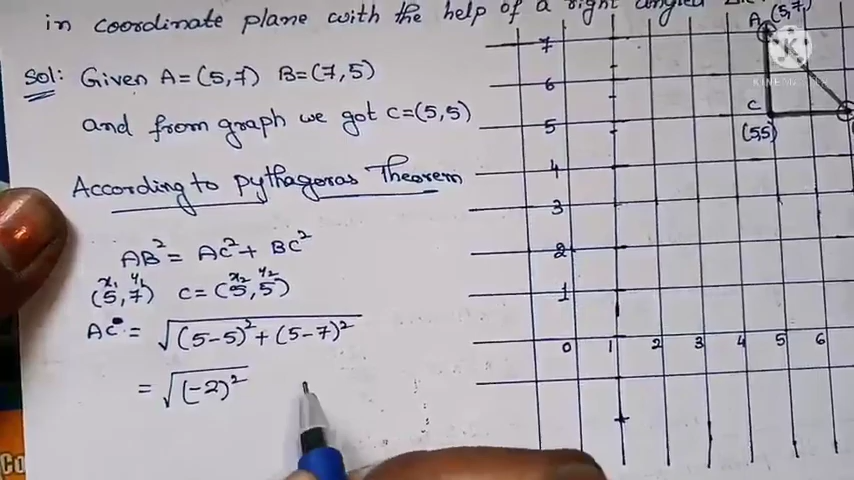 in coordinate plane with the help of a right angled
Sol: Given A=(5,7) B=(7,5)
and from graph we got C=(5,5)
According to pythagoras Theorem
AB² = AC² + BC²
x₁ y₁ x₂ y₂
(5,7) C=(5,5)
AC = √(5-5)²+(5-7)²
= √(-2)²
A (5,7)
7
6
C
5
(5,5)
4
3
2
1
0 1 2 3 4 5 6
K
KINEMASTER